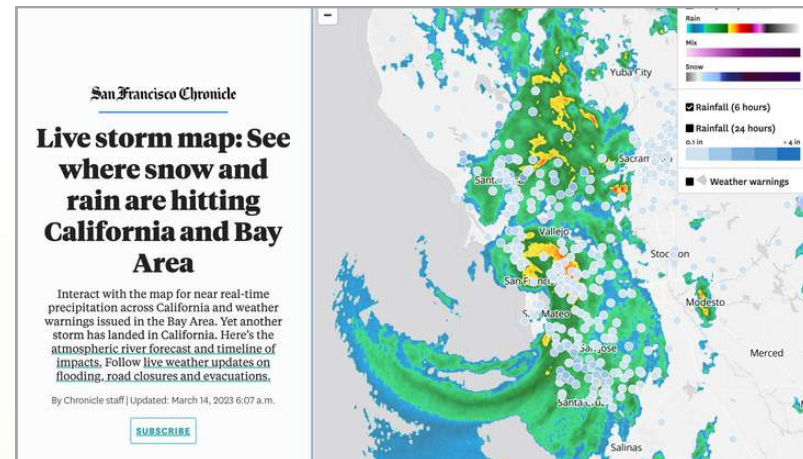 San Francisco Chronicle
Live storm map: See
where snow and
rain are hitting
California and Bay
Area
Interact with the map for near real-time
precipitation across California and weather
warnings issued in the Bay Area. Yet another
storm has landed in California. Here's the
atmospheric river forecast and timeline of
impacts. Follow live weather updates on
flooding, road closures and evacuations.
By Chronicle staff | Updated: March 14, 2023 6:07 a.m.
SUBSCRIBE
Rain
Mix
Snow
Rainfall (6 hours)
Rainfall (24 hours)
0.1 in > 4 in
Weather warnings
Yuba City
Vallejo
Modesto
Merced
Salinas